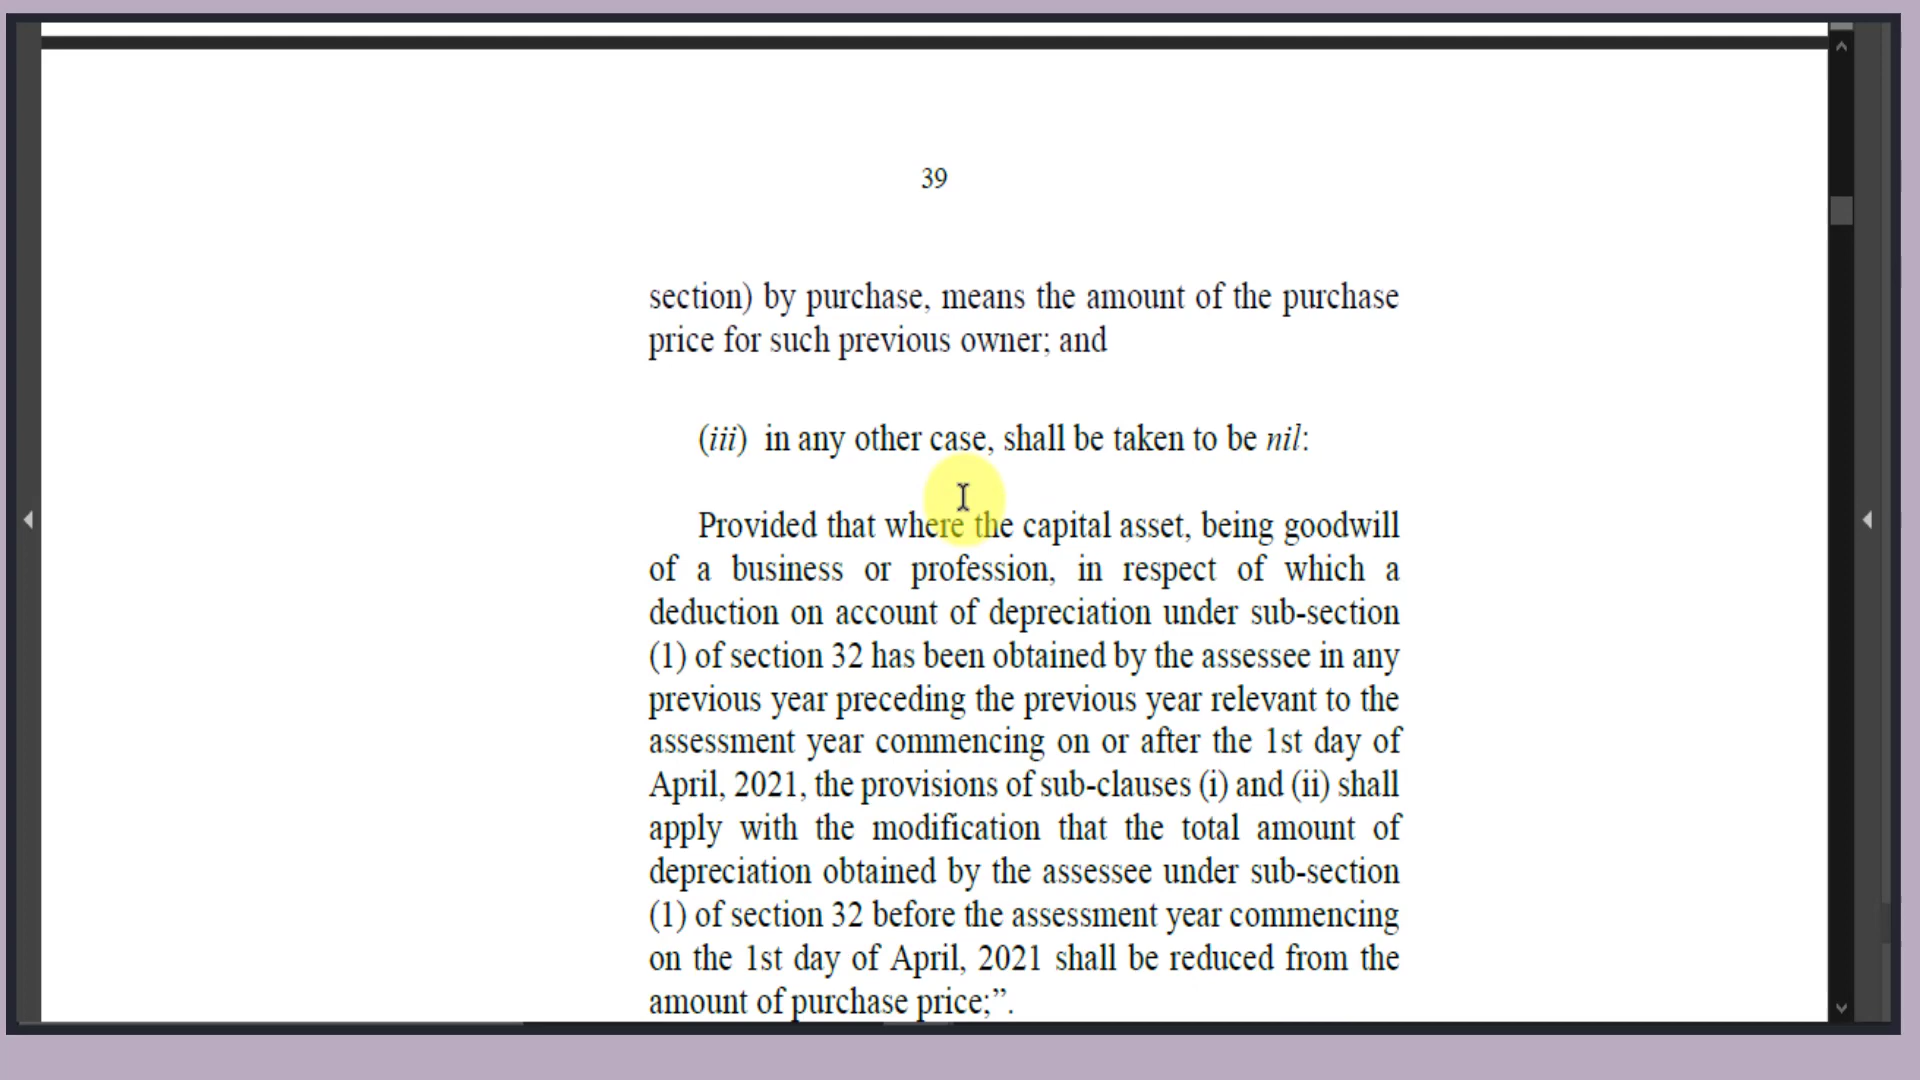 39
section) by purchase, means the amount of the purchase
price for such previous owner; and
(iii) in any other case, shall be taken to be nil:
Provided that where the capital asset, being goodwill
of a business or profession, in respect of which a
deduction on account of depreciation under sub-section
(1) of section 32 has been obtained by the assessee in any
previous year preceding the previous year relevant to the
assessment year commencing on or after the 1st day of
April, 2021, the provisions of sub-clauses (i) and (ii) shall
apply with the modification that the total amount of
depreciation obtained by the assessee under sub-section
(1) of section 32 before the assessment year commencing
on the 1st day of April, 2021 shall be reduced from the
amount of purchase price;”.